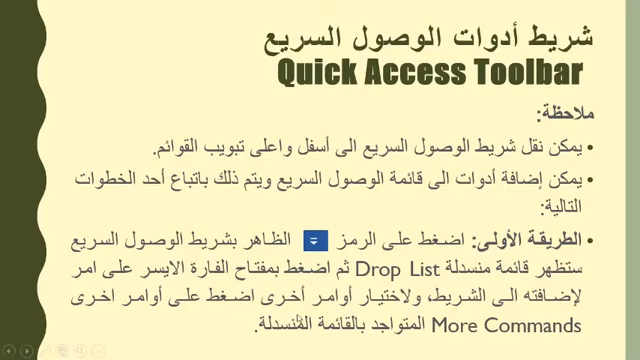 شريط أدوات الوصول السريع
Quick Access Toolbar
ملاحظة:
• يمكن نقل شريط الوصول السريع الى أسفل واعلى تبويب القوائم.
• يمكن إضافة أدوات الى قائمة الوصول السريع ويتم ذلك باتباع أحد الخطوات
التالية:
• الطريقة الأولى: اضغط على الرمز الظاهر بشريط الوصول السريع
ستظهر قائمة منسدلة Drop List ثم اضغط بمفتاح الفارة الايسر على امر
لإضافته الى الشريط، ولاختيار أوامر أخرى اضغط على أوامر اخرى
More Commands المتواجد بالقائمة المنسدلة.